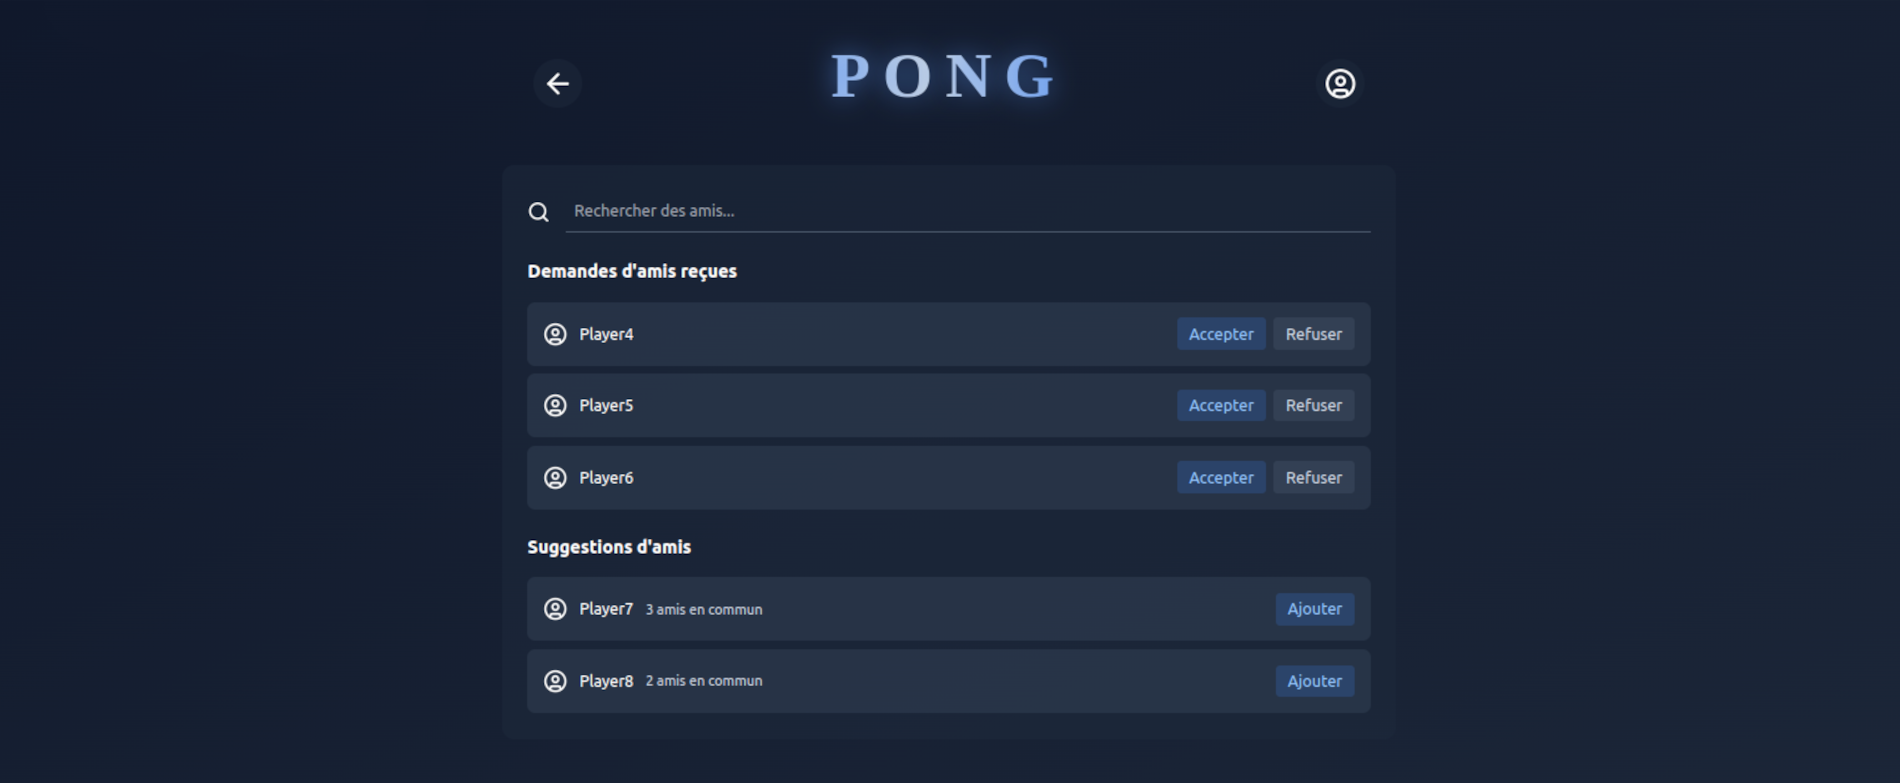 PONG
Rechercher des amis...
Demandes d'amis reçues
Player4 Accepter Refuser
Player5 Accepter Refuser
Player6 Accepter Refuser
Suggestions d'amis
Player7 3 amis en commun Ajouter
Player8 2 amis en commun Ajouter